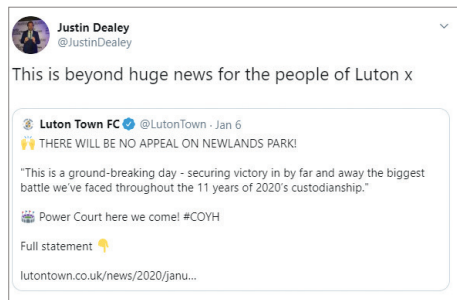 Justin Dealey
@JustinDealey
This is beyond huge news for the people of Luton x
Luton Town FC @LutonTown · Jan 6
🙌 THERE WILL BE NO APPEAL ON NEWLANDS PARK!
"This is a ground-breaking day - securing victory in by far and away the biggest
battle we've faced throughout the 11 years of 2020's custodianship."
🏟 Power Court here we come! #COYH
Full statement 👇
lutontown.co.uk/news/2020/janu...